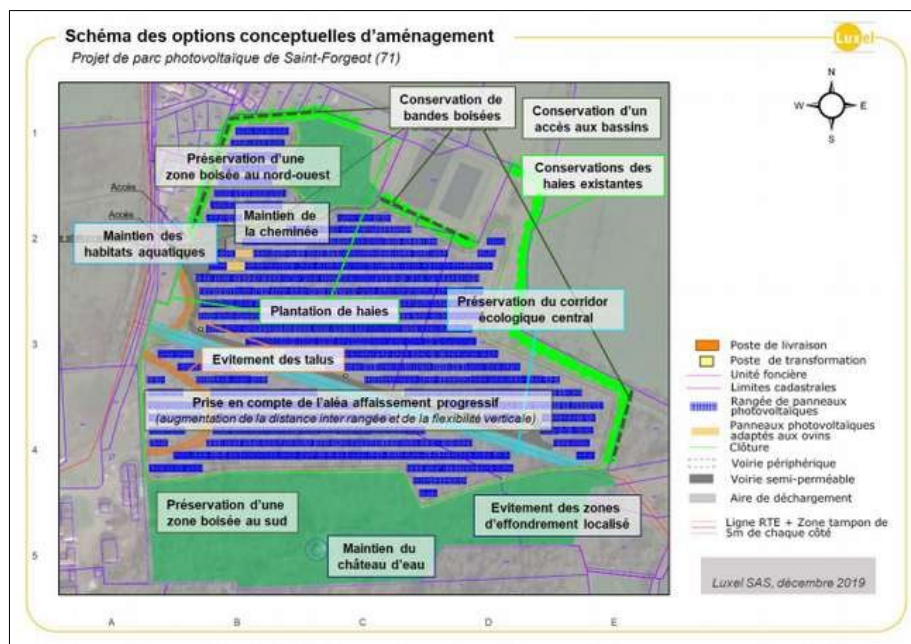 Schéma des options conceptuelles d'aménagement
Projet de parc photovoltaïque de Saint-Forgeot (71)
Luxel
N
W
E
S
Conservation de
bandes boisées
Conservation d'un
accès aux bassins
1
Préservation d'une
zone boisée au nord-ouest
Conservations des
haies existantes
Accès
Accès
Maintien de
la cheminée
2
Maintien des
habitats aquatiques
Plantation de haies
Préservation du corridor
écologique central
3
Evitement des talus
Prise en compte de l'aléa affaissement progressif
(augmentation de la distance inter rangée et de la flexibilité verticale)
4
Préservation d'une
zone boisée au sud
Evitement des zones
d'effondrement localisé
Maintien du
château d'eau
5
A
B
C
D
E
Poste de livraison
Poste de transformation
Unité foncière
Limites cadastrales
Rangée de panneaux
photovoltaïques
Panneaux photovoltaïques
adaptés aux ovins
Clôture
Voirie périphérique
Voirie semi-perméable
Aire de déchargement
Ligne RTE + Zone tampon de
5m de chaque côté
Luxel SAS, décembre 2019